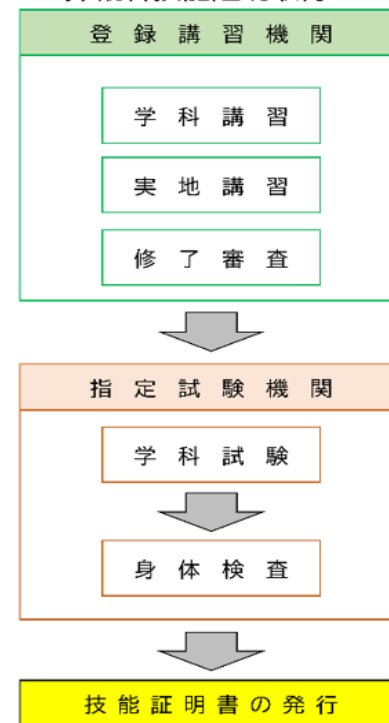 登録講習機関
学科講習
実地講習
修了審査
指定試験機関
学科試験
身体検査
技能証明書の発行